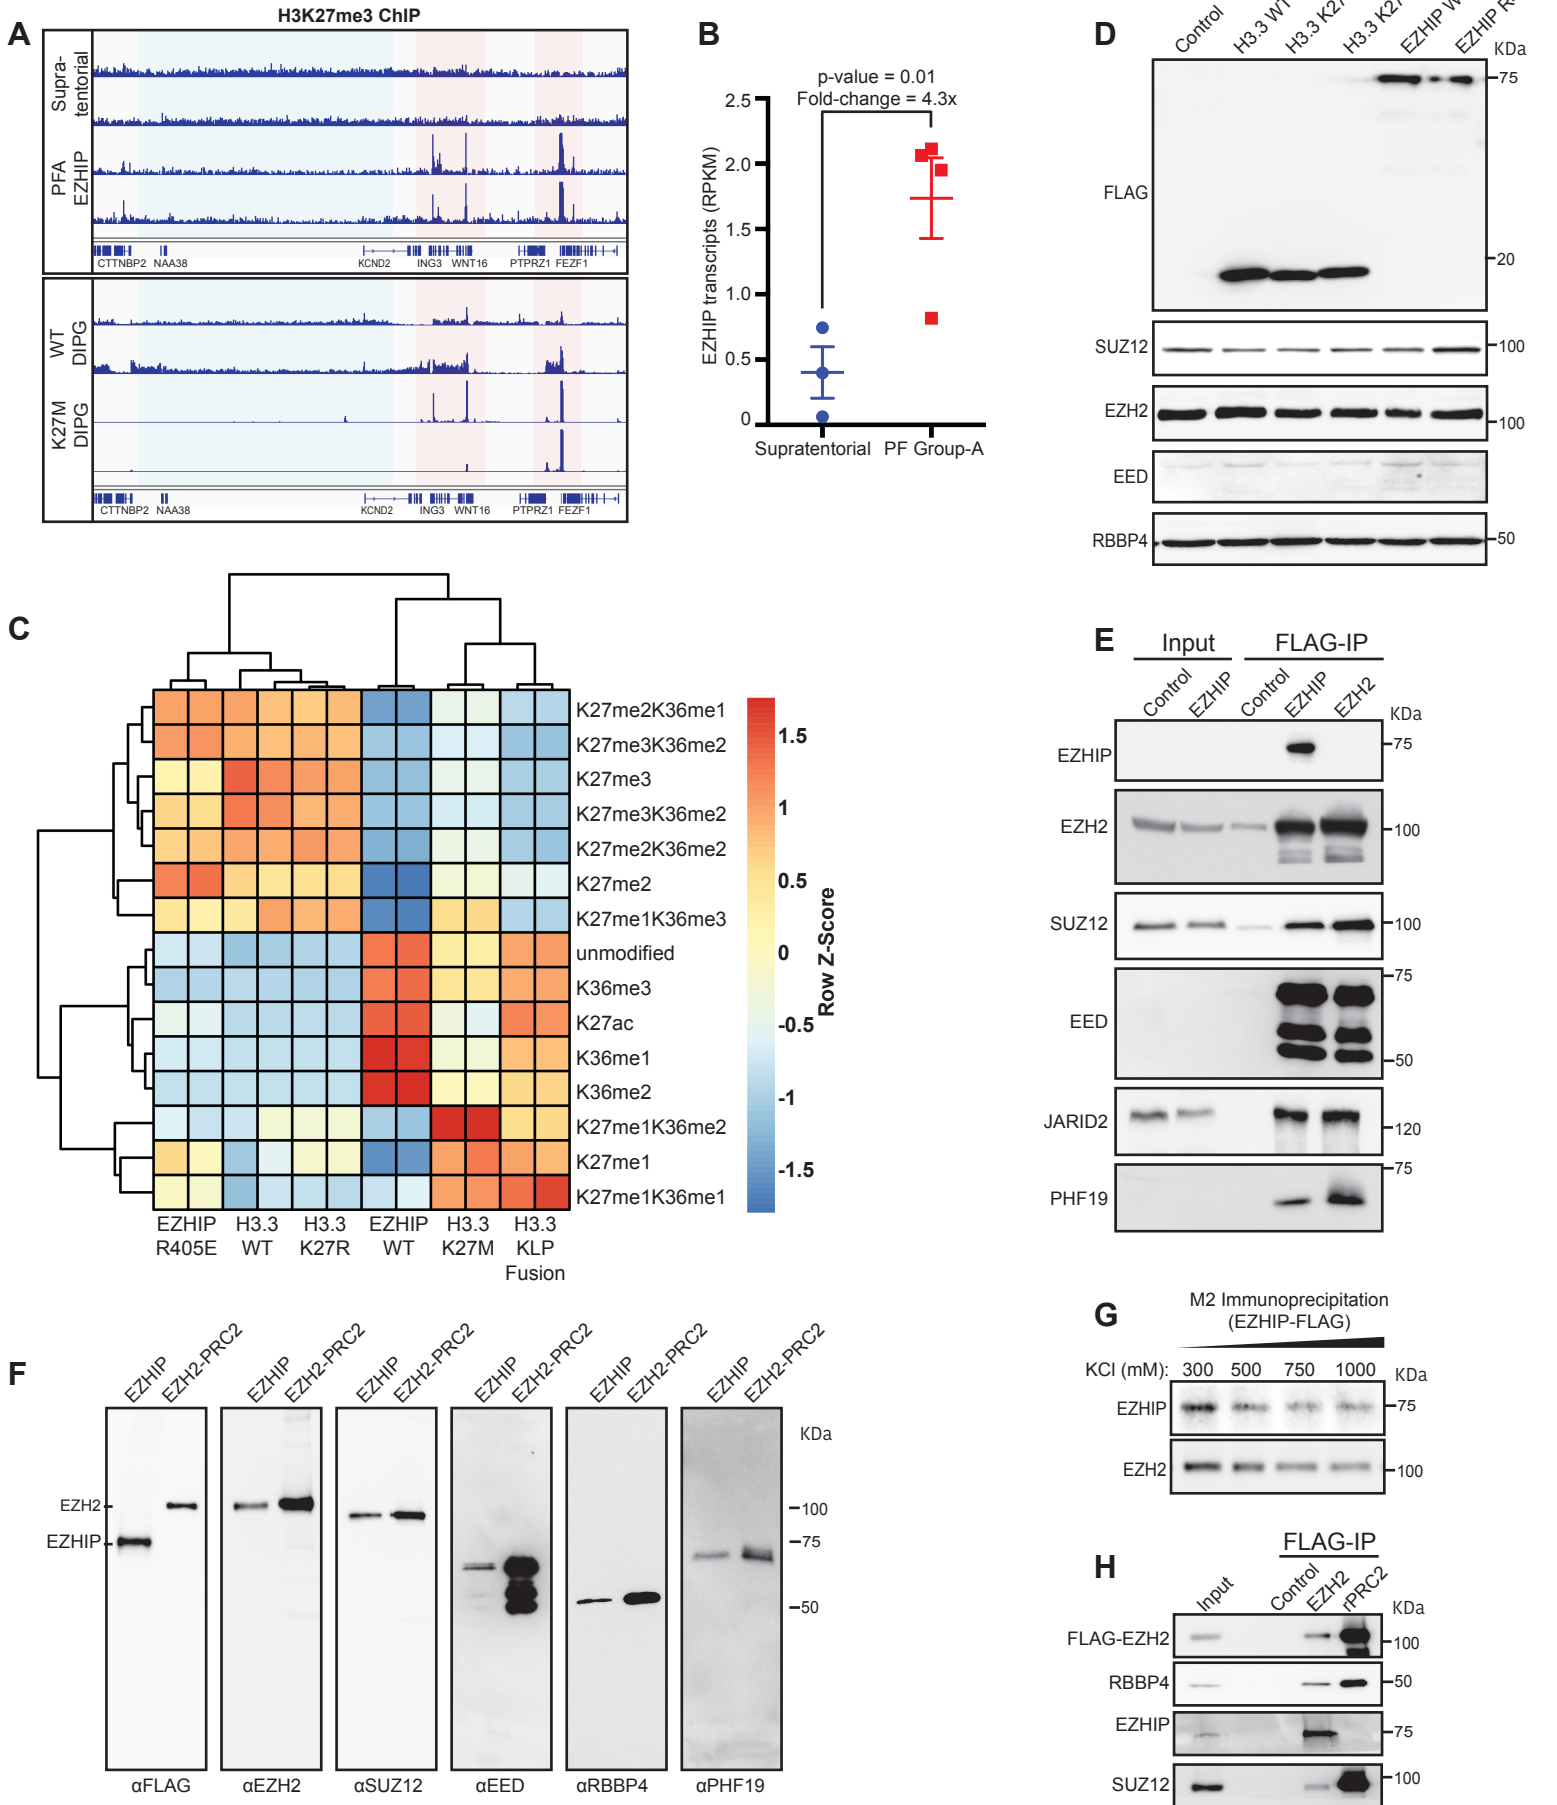 A
H3K27me3 ChIP
Supra-
tentorial
PFA
EZHIP
CTTNBP2 NAA38 KCND2 ING3 WNT16 PTPRZ1 FEZF1
WT
DIPG
K27M
DIPG
CTTNBP2 NAA38 KCND2 ING3 WNT16 PTPRZ1 FEZF1
B
p-value = 0.01
Fold-change = 4.3x
EZHIP transcripts (RPKM)
2.5
2.0
1.5
1.0
0.5
0
Supratentorial PF Group-A
C
K27me2K36me1
K27me3K36me2
K27me3
K27me3K36me2
K27me2K36me2
K27me2
K27me1K36me3
unmodified
K36me3
K27ac
K36me1
K36me2
K27me1K36me2
K27me1
K27me1K36me1
EZHIP H3.3 H3.3 EZHIP H3.3 H3.3
R405E WT K27R WT K27M KLP
Fusion
1.5
1
0.5
0
-0.5
-1
-1.5
Row Z-Score
D
Control H3.3 WT H3.3 H3.3 EZHIP EZHIP
KDa
FLAG
75
20
SUZ12 100
EZH2 100
EED
RBBP4 50
E
Input FLAG-IP
Control EZHIP Control EZHIP EZH2
KDa
EZHIP 75
EZH2 100
SUZ12 100
EED 75
50
JARID2 120
PHF19 75
F
EZHIP EZH2-PRC2 EZHIP EZH2-PRC2 EZHIP EZH2-PRC2 EZHIP EZH2-PRC2 EZHIP EZH2-PRC2 EZHIP EZH2-PRC2
KDa
EZH2
EZHIP
100
75
50
αFLAG αEZH2 αSUZ12 αEED αRBBP4 αPHF19
G
M2 Immunoprecipitation
(EZHIP-FLAG)
KCl (mM): 300 500 750 1000 KDa
EZHIP 75
EZH2 100
H
FLAG-IP
Input Control EZH2 rPRC2
KDa
FLAG-EZH2 100
RBBP4 50
EZHIP 75
SUZ12 100